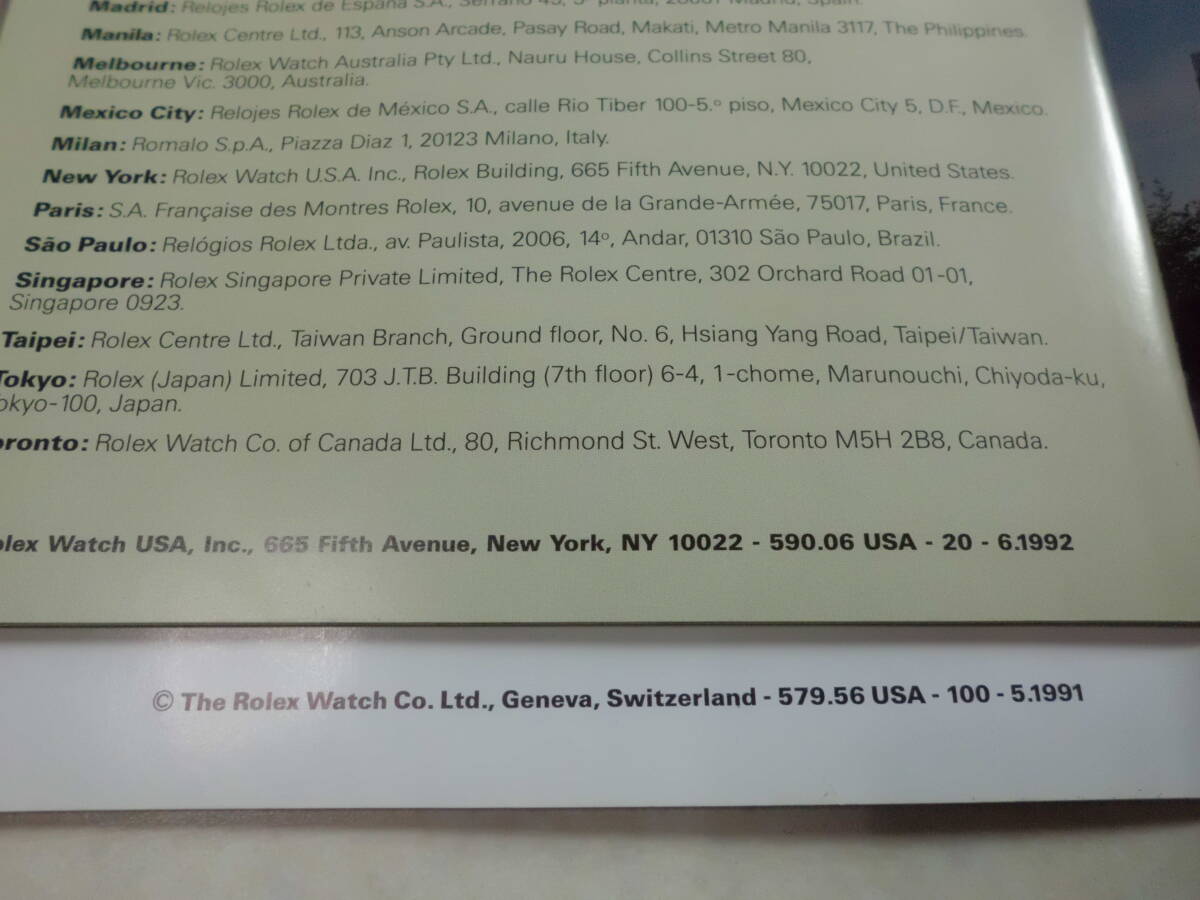 Madrid: Relojes Rolex de España S.A., Serrano 45, 5ª planta, 28001 Madrid, Spain.
Manila: Rolex Centre Ltd., 113, Anson Arcade, Pasay Road, Makati, Metro Manila 3117, The Philippines.
Melbourne: Rolex Watch Australia Pty Ltd., Nauru House, Collins Street 80,
Melbourne Vic. 3000, Australia.
Mexico City: Relojes Rolex de México S.A., calle Rio Tiber 100-5.º piso, Mexico City 5, D.F., Mexico.
Milan: Romalo S.p.A., Piazza Diaz 1, 20123 Milano, Italy.
New York: Rolex Watch U.S.A. Inc., Rolex Building, 665 Fifth Avenue, N.Y. 10022, United States.
Paris: S.A. Française des Montres Rolex, 10, avenue de la Grande-Armée, 75017, Paris, France.
São Paulo: Relógios Rolex Ltda., av. Paulista, 2006, 14º, Andar, 01310 São Paulo, Brazil.
Singapore: Rolex Singapore Private Limited, The Rolex Centre, 302 Orchard Road 01-01,
Singapore 0923.
Taipei: Rolex Centre Ltd., Taiwan Branch, Ground floor, No. 6, Hsiang Yang Road, Taipei/Taiwan.
Tokyo: Rolex (Japan) Limited, 703 J.T.B. Building (7th floor) 6-4, 1-chome, Marunouchi, Chiyoda-ku,
okyo-100, Japan.
oronto: Rolex Watch Co. of Canada Ltd., 80, Richmond St. West, Toronto M5H 2B8, Canada.
olex Watch USA, Inc., 665 Fifth Avenue, New York, NY 10022 - 590.06 USA - 20 - 6.1992
© The Rolex Watch Co. Ltd., Geneva, Switzerland - 579.56 USA - 100 - 5.1991